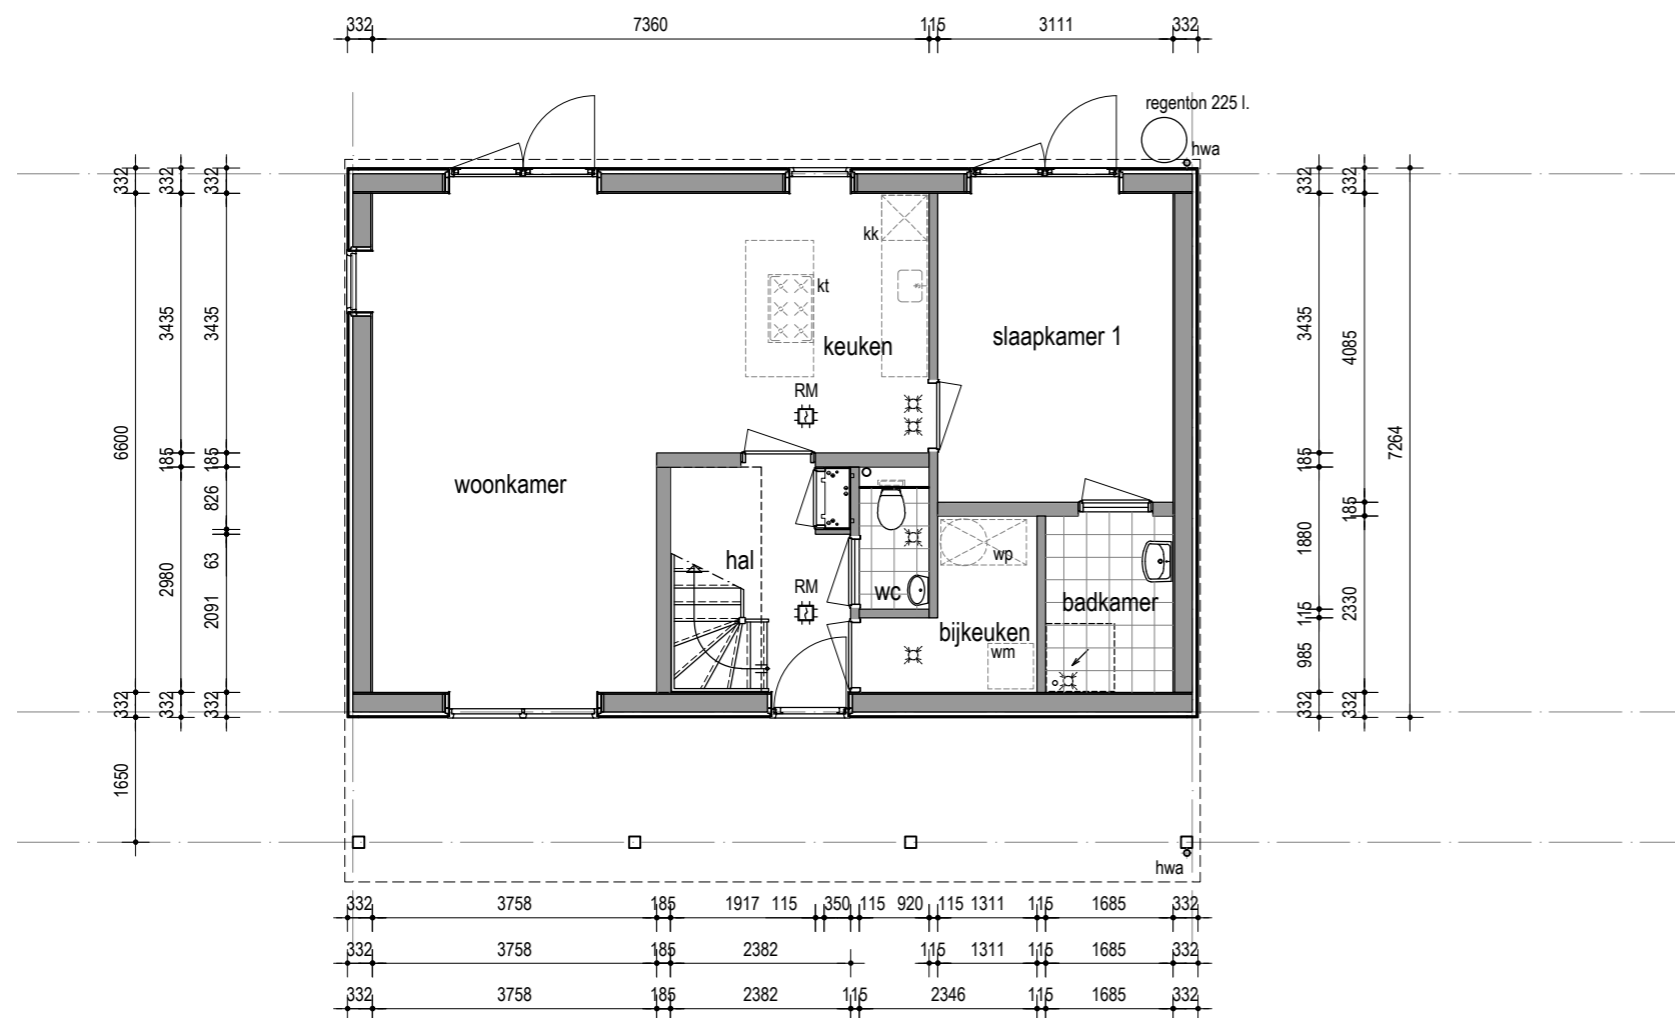 332 7360 115 3111 332
regenton 225 l.
hwa
332 332 332 332 332
kk
kt
3435 3435 3435 4085
keuken slaapkamer 1
RM
6600 7264
185 185 185
woonkamer
826 185
wp
63 1880
hal
2980
RM wc badkamer
2091 115 2330
bijkeuken
wm
985
332 332 332 332 332
1650
hwa
332 3758 185 1917 115 350 115 920 115 1311 115 1685 332
332 3758 185 2382 115 1311 115 1685 332
332 3758 185 2382 115 2346 115 1685 332